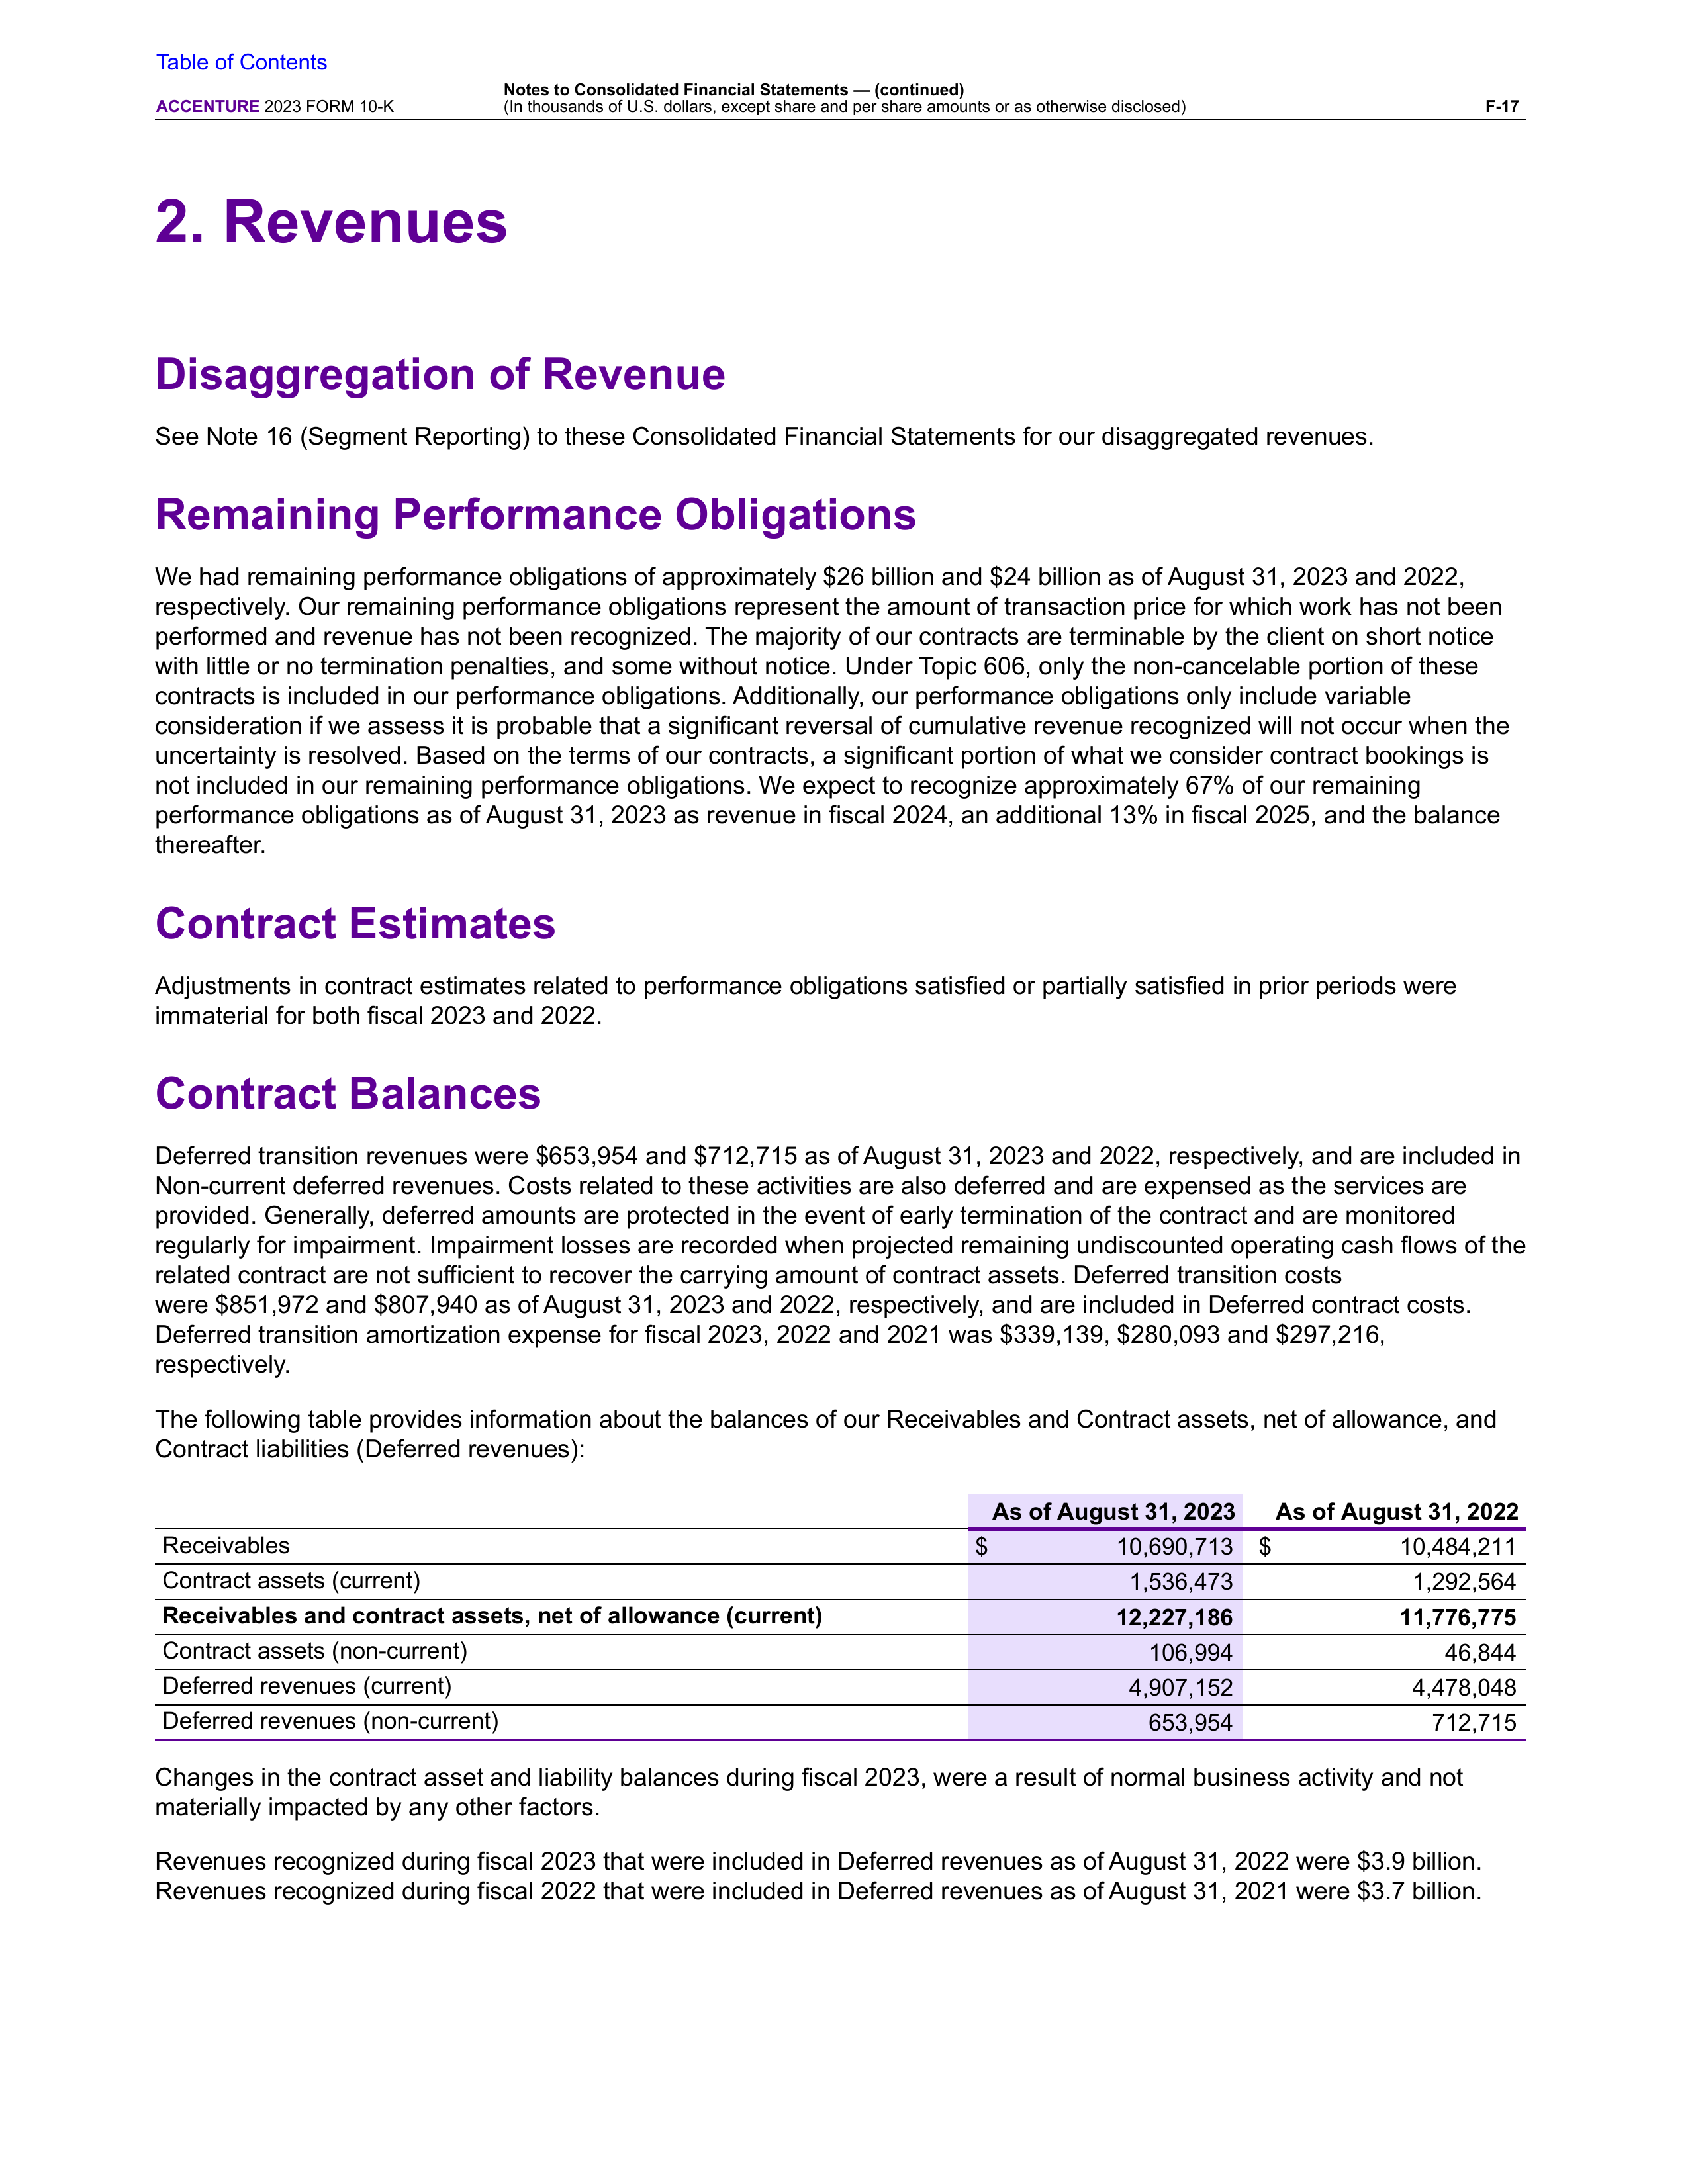 Table of Contents
Notes to Consolidated Financial Statements — (continued)
ACCENTURE 2023 FORM 10-K (In thousands of U.S. dollars, except share and per share amounts or as otherwise disclosed) F-17
2. Revenues
Disaggregation of Revenue
See Note 16 (Segment Reporting) to these Consolidated Financial Statements for our disaggregated revenues.
Remaining Performance Obligations
We had remaining performance obligations of approximately $26 billion and $24 billion as of August 31, 2023 and 2022,
respectively. Our remaining performance obligations represent the amount of transaction price for which work has not been
performed and revenue has not been recognized. The majority of our contracts are terminable by the client on short notice
with little or no termination penalties, and some without notice. Under Topic 606, only the non-cancelable portion of these
contracts is included in our performance obligations. Additionally, our performance obligations only include variable
consideration if we assess it is probable that a significant reversal of cumulative revenue recognized will not occur when the
uncertainty is resolved. Based on the terms of our contracts, a significant portion of what we consider contract bookings is
not included in our remaining performance obligations. We expect to recognize approximately 67% of our remaining
performance obligations as of August 31, 2023 as revenue in fiscal 2024, an additional 13% in fiscal 2025, and the balance
thereafter.
Contract Estimates
Adjustments in contract estimates related to performance obligations satisfied or partially satisfied in prior periods were
immaterial for both fiscal 2023 and 2022.
Contract Balances
Deferred transition revenues were $653,954 and $712,715 as of August 31, 2023 and 2022, respectively, and are included in
Non-current deferred revenues. Costs related to these activities are also deferred and are expensed as the services are
provided. Generally, deferred amounts are protected in the event of early termination of the contract and are monitored
regularly for impairment. Impairment losses are recorded when projected remaining undiscounted operating cash flows of the
related contract are not sufficient to recover the carrying amount of contract assets. Deferred transition costs
were $851,972 and $807,940 as of August 31, 2023 and 2022, respectively, and are included in Deferred contract costs.
Deferred transition amortization expense for fiscal 2023, 2022 and 2021 was $339,139, $280,093 and $297,216,
respectively.
The following table provides information about the balances of our Receivables and Contract assets, net of allowance, and
Contract liabilities (Deferred revenues):
As of August 31, 2023 As of August 31, 2022
Receivables $ 10,690,713 $ 10,484,211
Contract assets (current) 1,536,473 1,292,564
Receivables and contract assets, net of allowance (current) 12,227,186 11,776,775
Contract assets (non-current) 106,994 46,844
Deferred revenues (current) 4,907,152 4,478,048
Deferred revenues (non-current) 653,954 712,715
Changes in the contract asset and liability balances during fiscal 2023, were a result of normal business activity and not
materially impacted by any other factors.
Revenues recognized during fiscal 2023 that were included in Deferred revenues as of August 31, 2022 were $3.9 billion.
Revenues recognized during fiscal 2022 that were included in Deferred revenues as of August 31, 2021 were $3.7 billion.